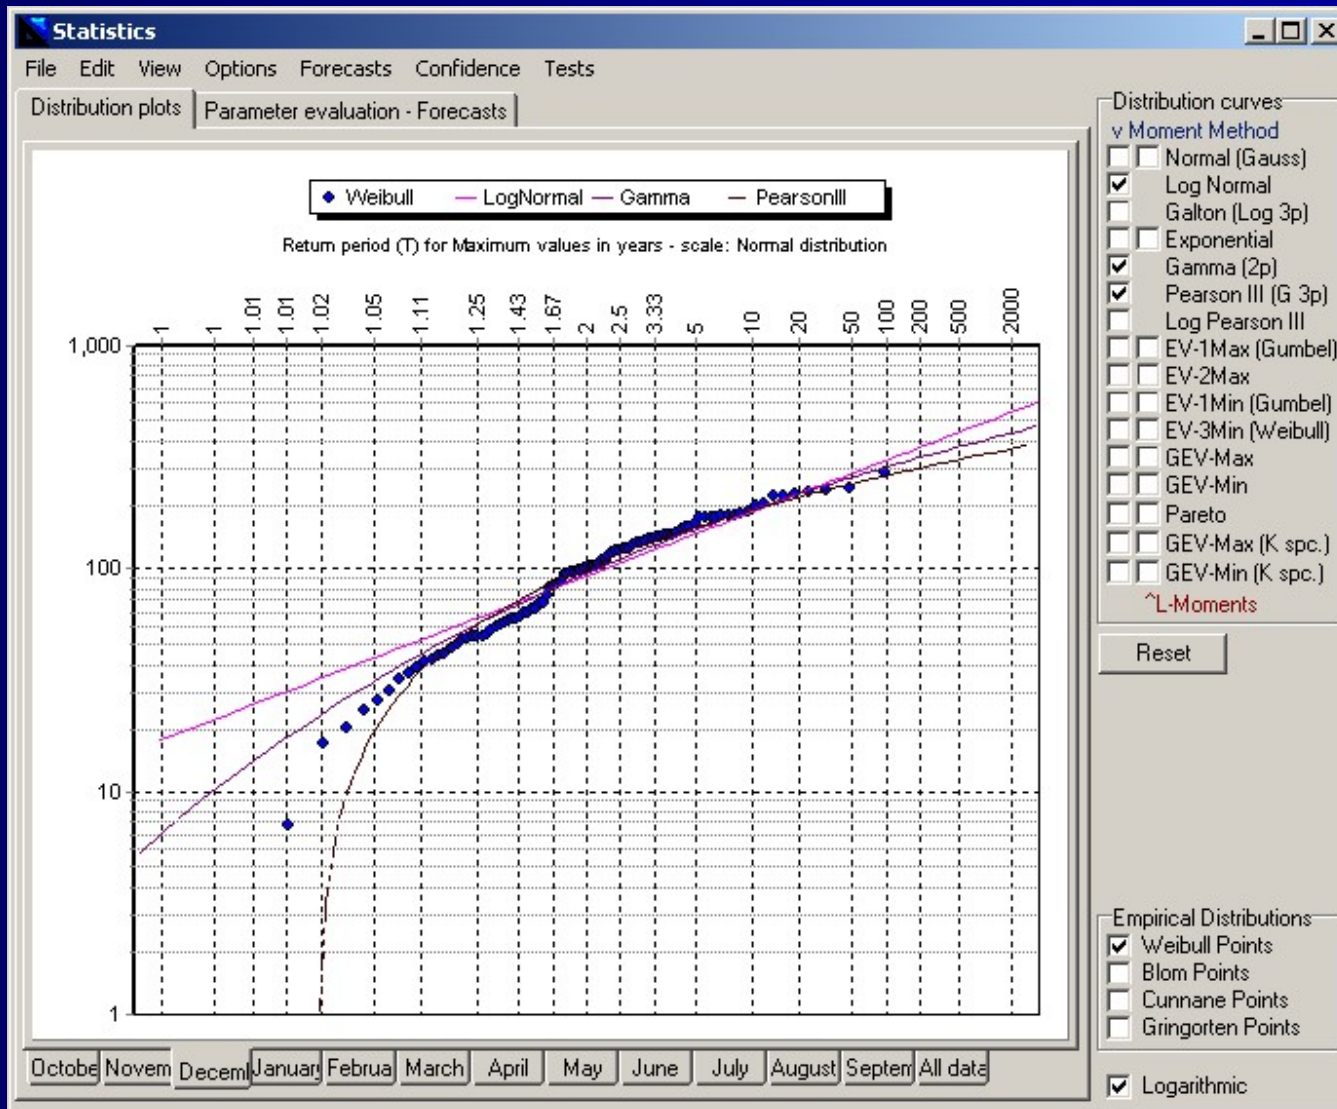 Statistics
File Edit View Options Forecasts Confidence Tests
Distribution plots Parameter evaluation - Forecasts
Weibull LogNormal Gamma PearsonIII
Return period (T) for Maximum values in years - scale: Normal distribution
1 1 1.01 1.01 1.02 1.05 1.11 1.25 1.43 1.67 2 2.5 3.33 5 10 20 50 100 200 500 2000
1,000
100
10
1
Octobe Novem Decemb Januar Februa March April May June July August Septem All data
Distribution curves
v Moment Method
Normal (Gauss)
Log Normal
Galton (Log 3p)
Exponential
Gamma (2p)
Pearson III (G 3p)
Log Pearson III
EV-1Max (Gumbel)
EV-2Max
EV-1Min (Gumbel)
EV-3Min (Weibull)
GEV-Max
GEV-Min
Pareto
GEV-Max (K spc.)
GEV-Min (K spc.)
^L-Moments
Reset
Empirical Distributions
Weibull Points
Blom Points
Cunnane Points
Gringorten Points
Logarithmic